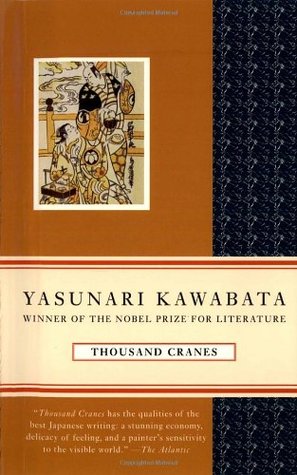 YASUNARI KAWABATA
WINNER OF THE NOBEL PRIZE FOR LITERATURE
THOUSAND CRANES
"Thousand Cranes has the qualities of the
best Japanese writing: a stunning economy,
delicacy of feeling, and a painter's sensitivity
to the visible world." —The Atlantic